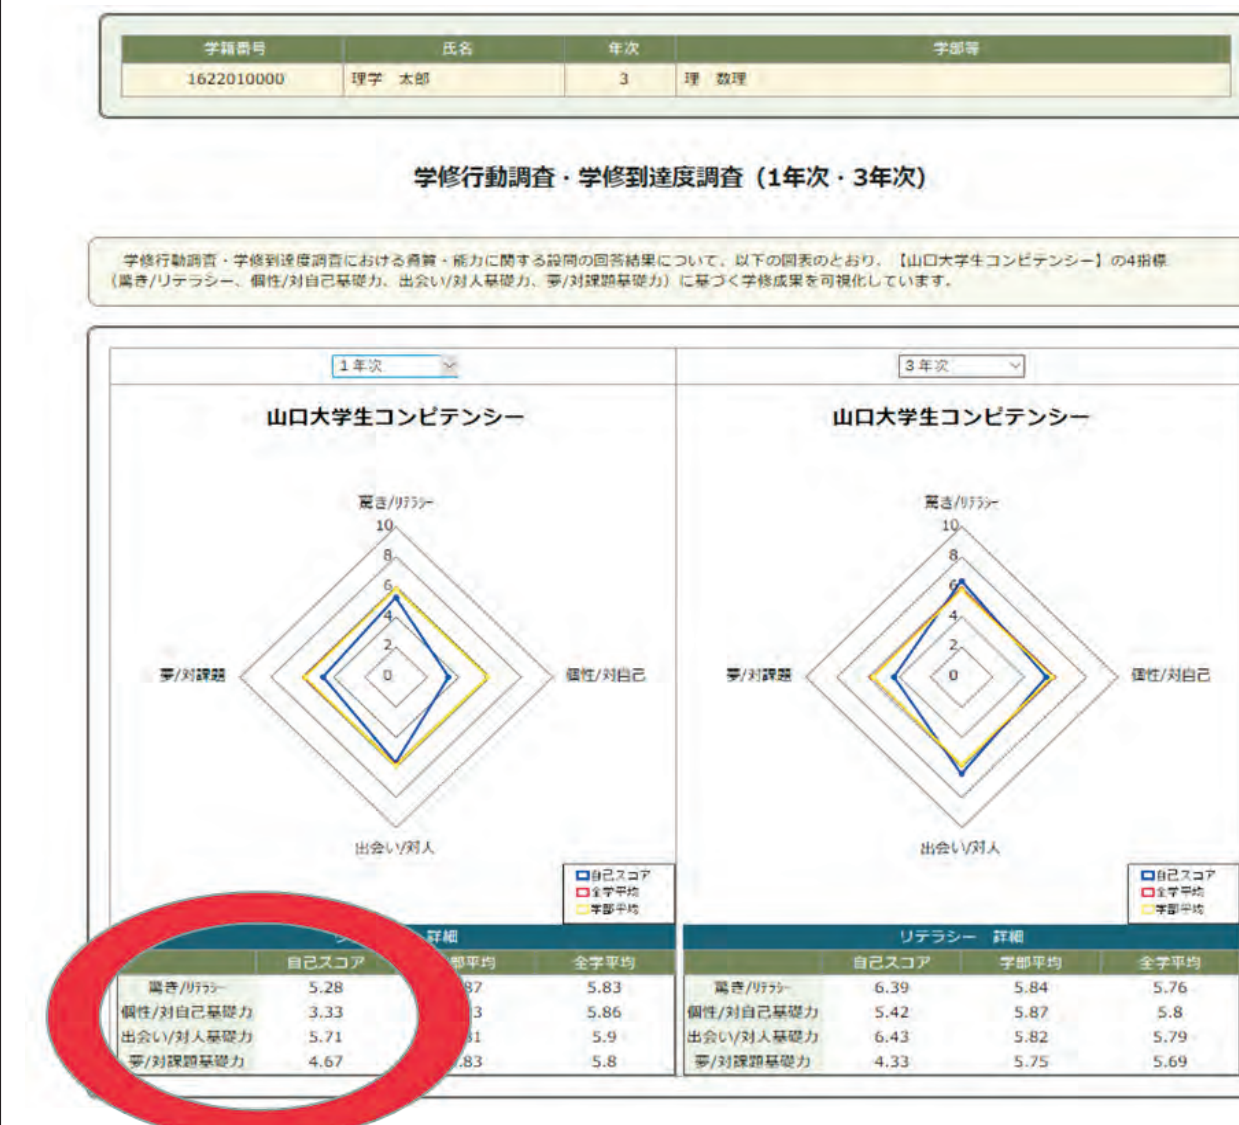 学籍番号 氏名 年次 学部等
1622010000 理学 太郎 3 理 数理
学修行動調査・学修到達度調査(1年次・3年次)
学修行動調査・学修到達度調査における資質・能力に関する設問の回答結果について、以下の図表のとおり、【山口大学生コンピテンシー】の4指標
(驚き/リテラシー、個性/対自己基礎力、出会い/対人基礎力、夢/対課題基礎力)に基づく学修成果を可視化しています。
1年次
山口大学生コンピテンシー
驚き/リテラシー
10
8
6
4
2
0
夢/対課題
個性/対自己
出会い/対人
自己スコア
全学平均
学部平均
詳細
自己スコア 部平均 全学平均
驚き/リテラシー 5.28 87 5.83
個性/対自己基礎力 3.33 3 5.86
出会い/対人基礎力 5.71 31 5.9
夢/対課題基礎力 4.67 .83 5.8
3年次
山口大学生コンピテンシー
驚き/リテラシー
10
8
6
4
2
0
夢/対課題
個性/対自己
出会い/対人
自己スコア
全学平均
学部平均
リテラシー 詳細
自己スコア 学部平均 全学平均
驚き/リテラシー 6.39 5.84 5.76
個性/対自己基礎力 5.42 5.87 5.8
出会い/対人基礎力 6.43 5.82 5.79
夢/対課題基礎力 4.33 5.75 5.69